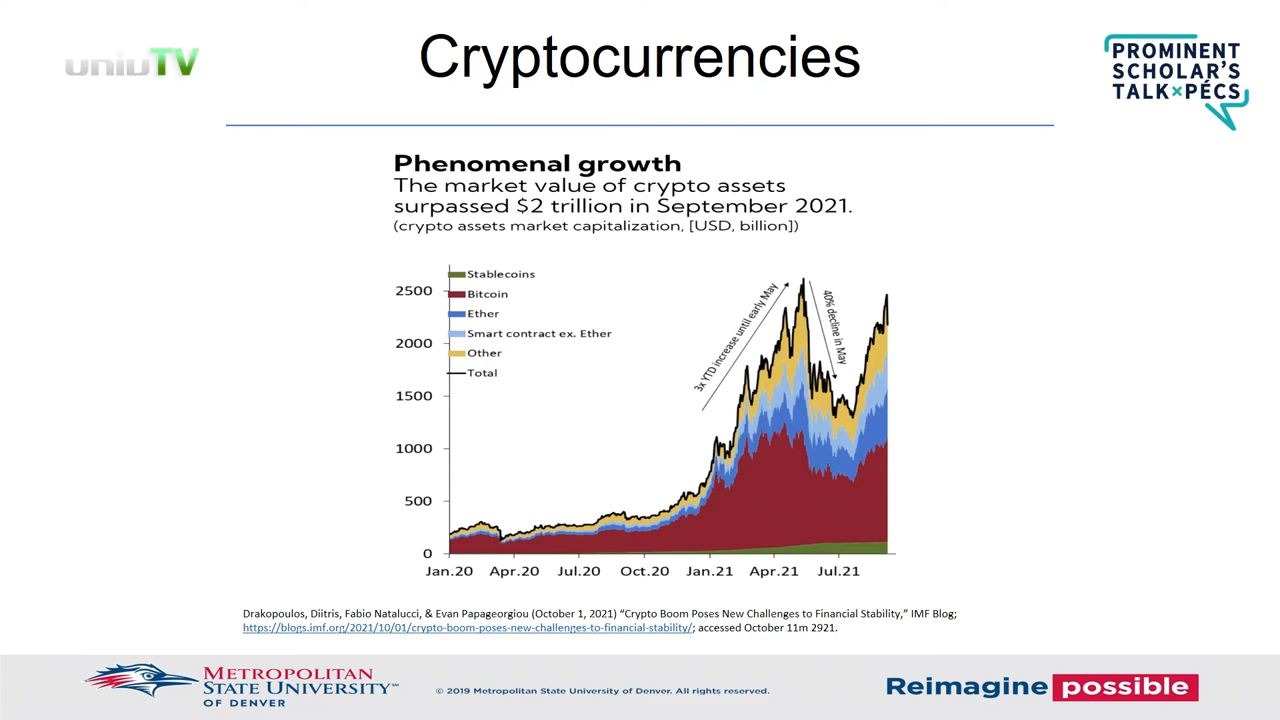 univTV
Cryptocurrencies
PROMINENT
SCHOLAR'S
TALK×PÉCS
Phenomenal growth
The market value of crypto assets
surpassed $2 trillion in September 2021.
(crypto assets market capitalization, [USD, billion])
Stablecoins
Bitcoin
Ether
Smart contract ex. Ether
Other
Total
2500
2000
1500
1000
500
0
3x YTD increase until early May
40% decline in May
Jan.20 Apr.20 Jul.20 Oct.20 Jan.21 Apr.21 Jul.21
Drakopoulos, Diitris, Fabio Natalucci, & Evan Papageorgiou (October 1, 2021) “Crypto Boom Poses New Challenges to Financial Stability,” IMF Blog;
https://blogs.imf.org/2021/10/01/crypto-boom-poses-new-challenges-to-financial-stability/; accessed October 11m 2921.
METROPOLITAN
STATE UNIVERSITY™
OF DENVER
© 2019 Metropolitan State University of Denver. All rights reserved.
Reimagine possible